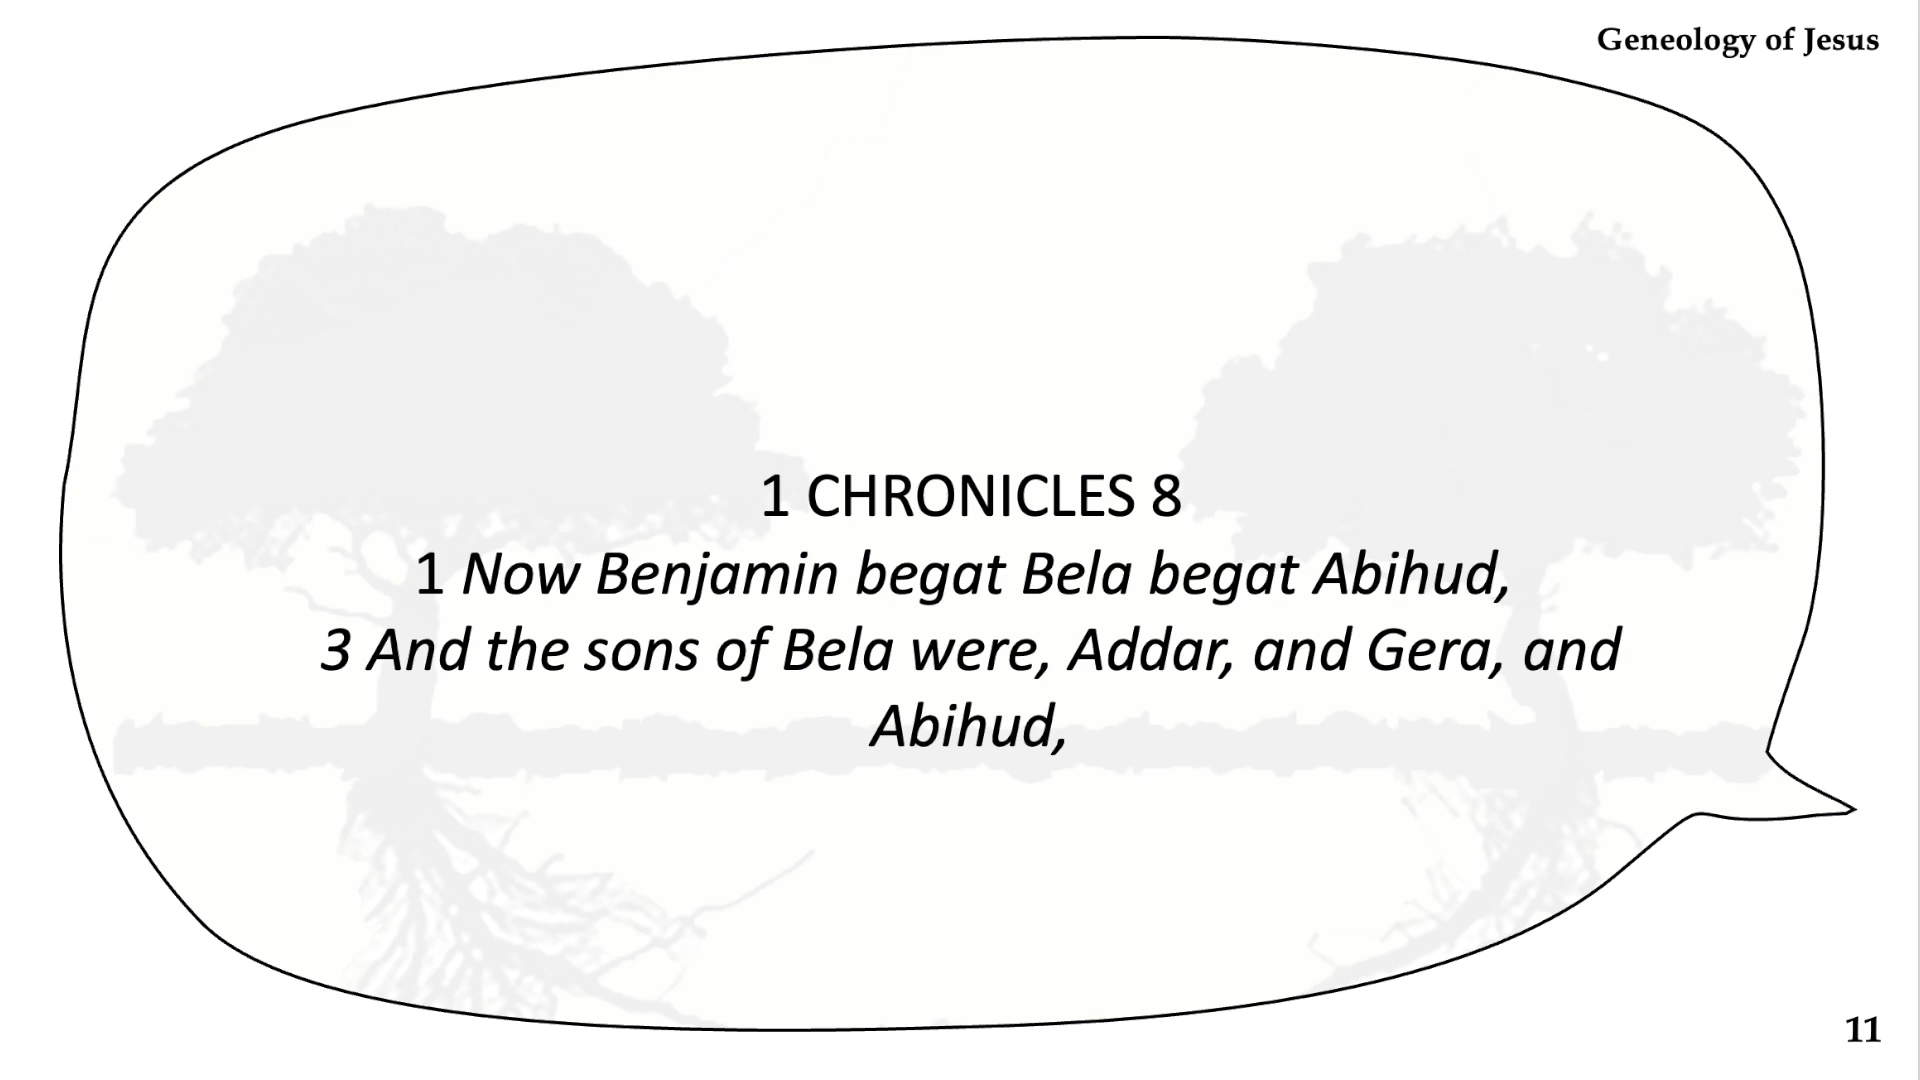 Geneology of Jesus
1 CHRONICLES 8
1 Now Benjamin begat Bela begat Abihud,
3 And the sons of Bela were, Addar, and Gera, and
Abihud,
11